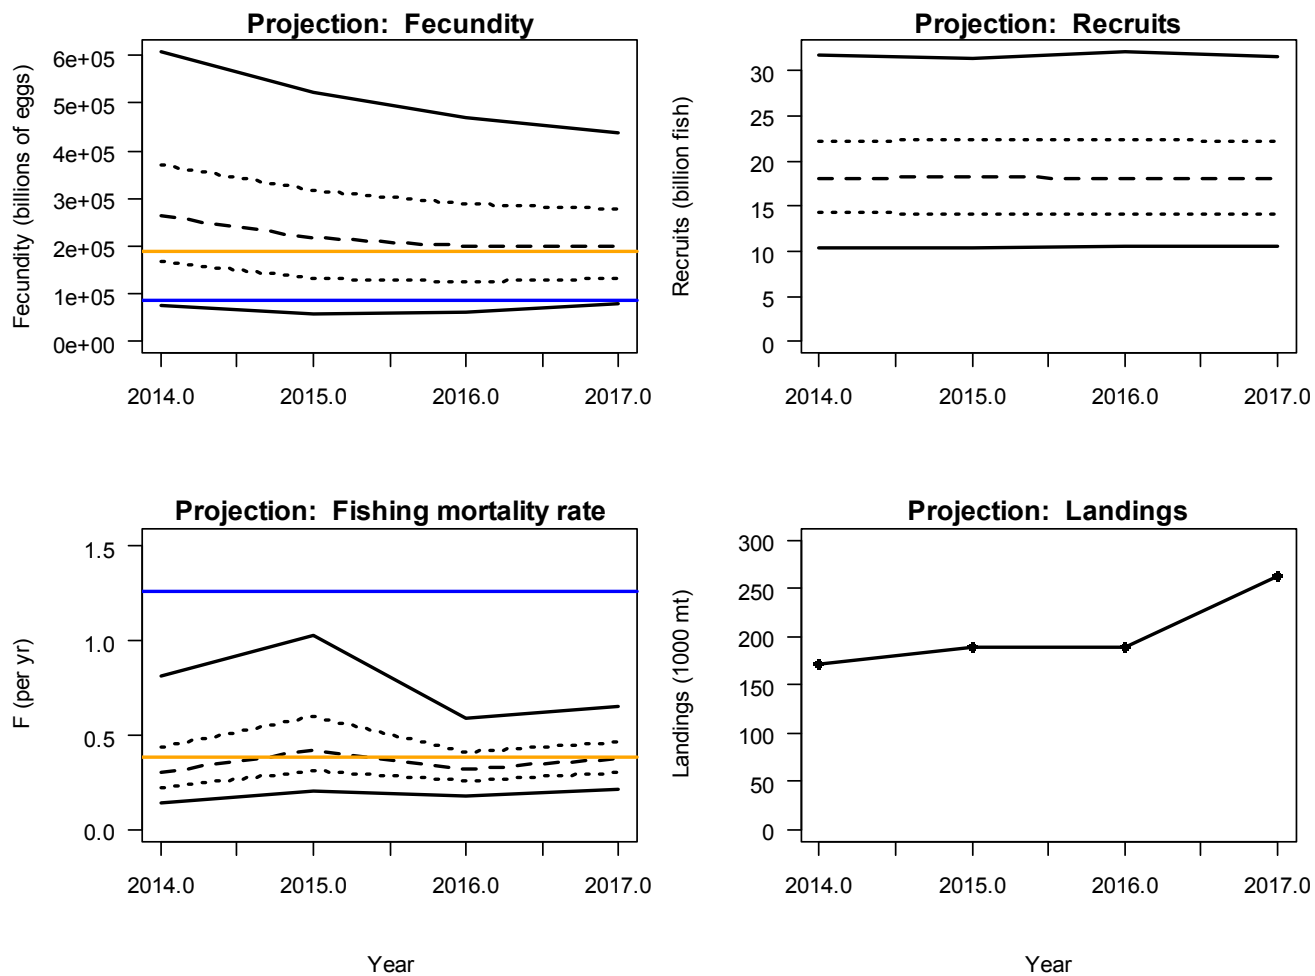 Projection:  Fecundity
Fecundity (billions of eggs)
6e+05
5e+05
4e+05
3e+05
2e+05
1e+05
0e+00
2014.0 2015.0 2016.0 2017.0
Projection:  Recruits
Recruits (billion fish)
30
25
20
15
10
5
0
2014.0 2015.0 2016.0 2017.0
Projection:  Fishing mortality rate
F (per yr)
1.5
1.0
0.5
0.0
2014.0 2015.0 2016.0 2017.0
Year
Projection:  Landings
Landings (1000 mt)
300
250
200
150
100
50
0
2014.0 2015.0 2016.0 2017.0
Year